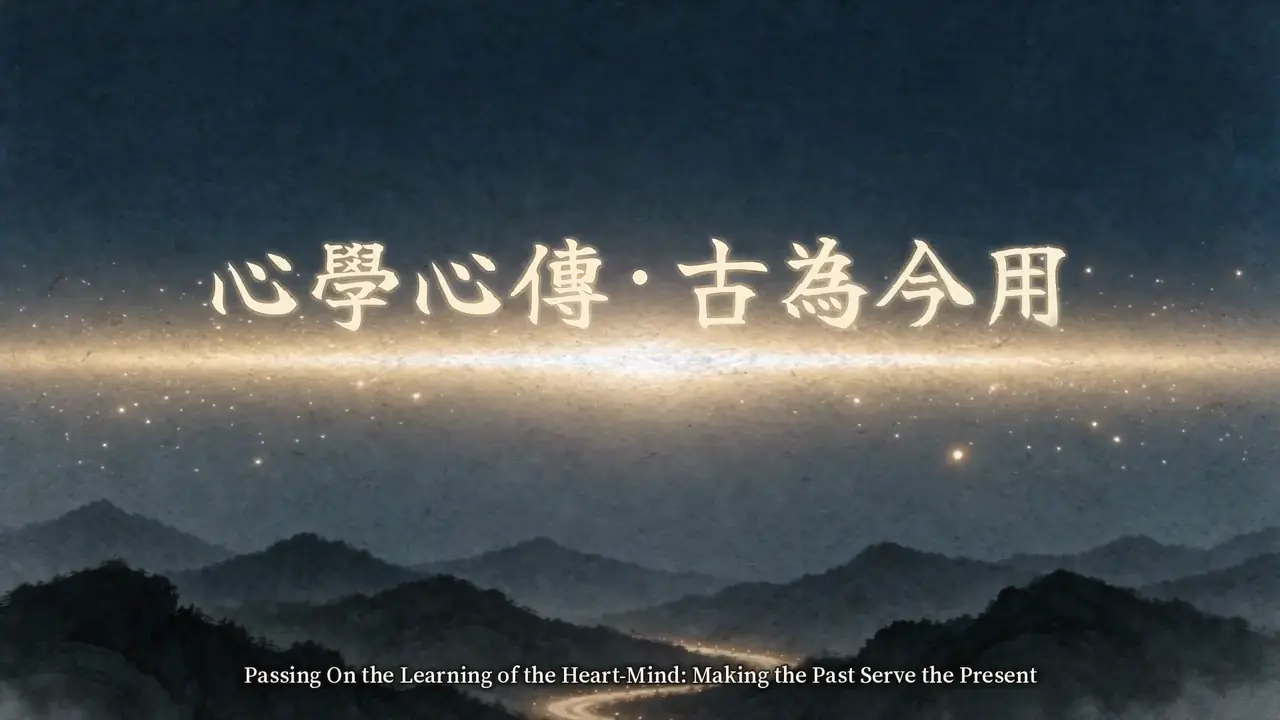 心學心傳·古為今用
Passing On the Learning of the Heart-Mind: Making the Past Serve the Present